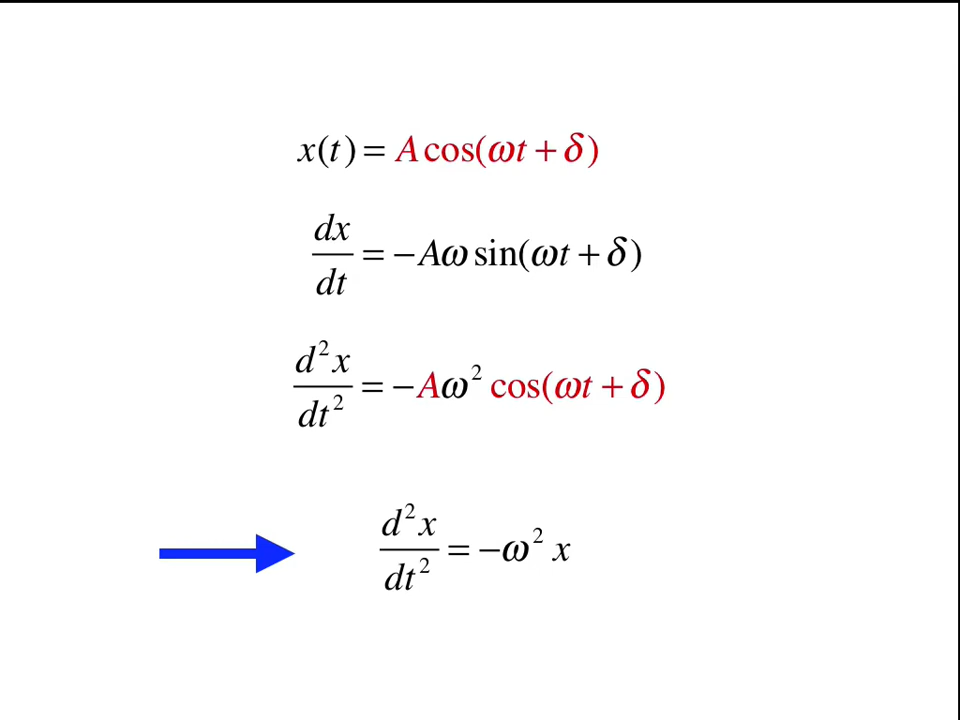 x(t) = A cos(ωt + δ)
dx/dt = −Aω sin(ωt + δ)
d²x/dt² = −Aω² cos(ωt + δ)
d²x/dt² = −ω² x